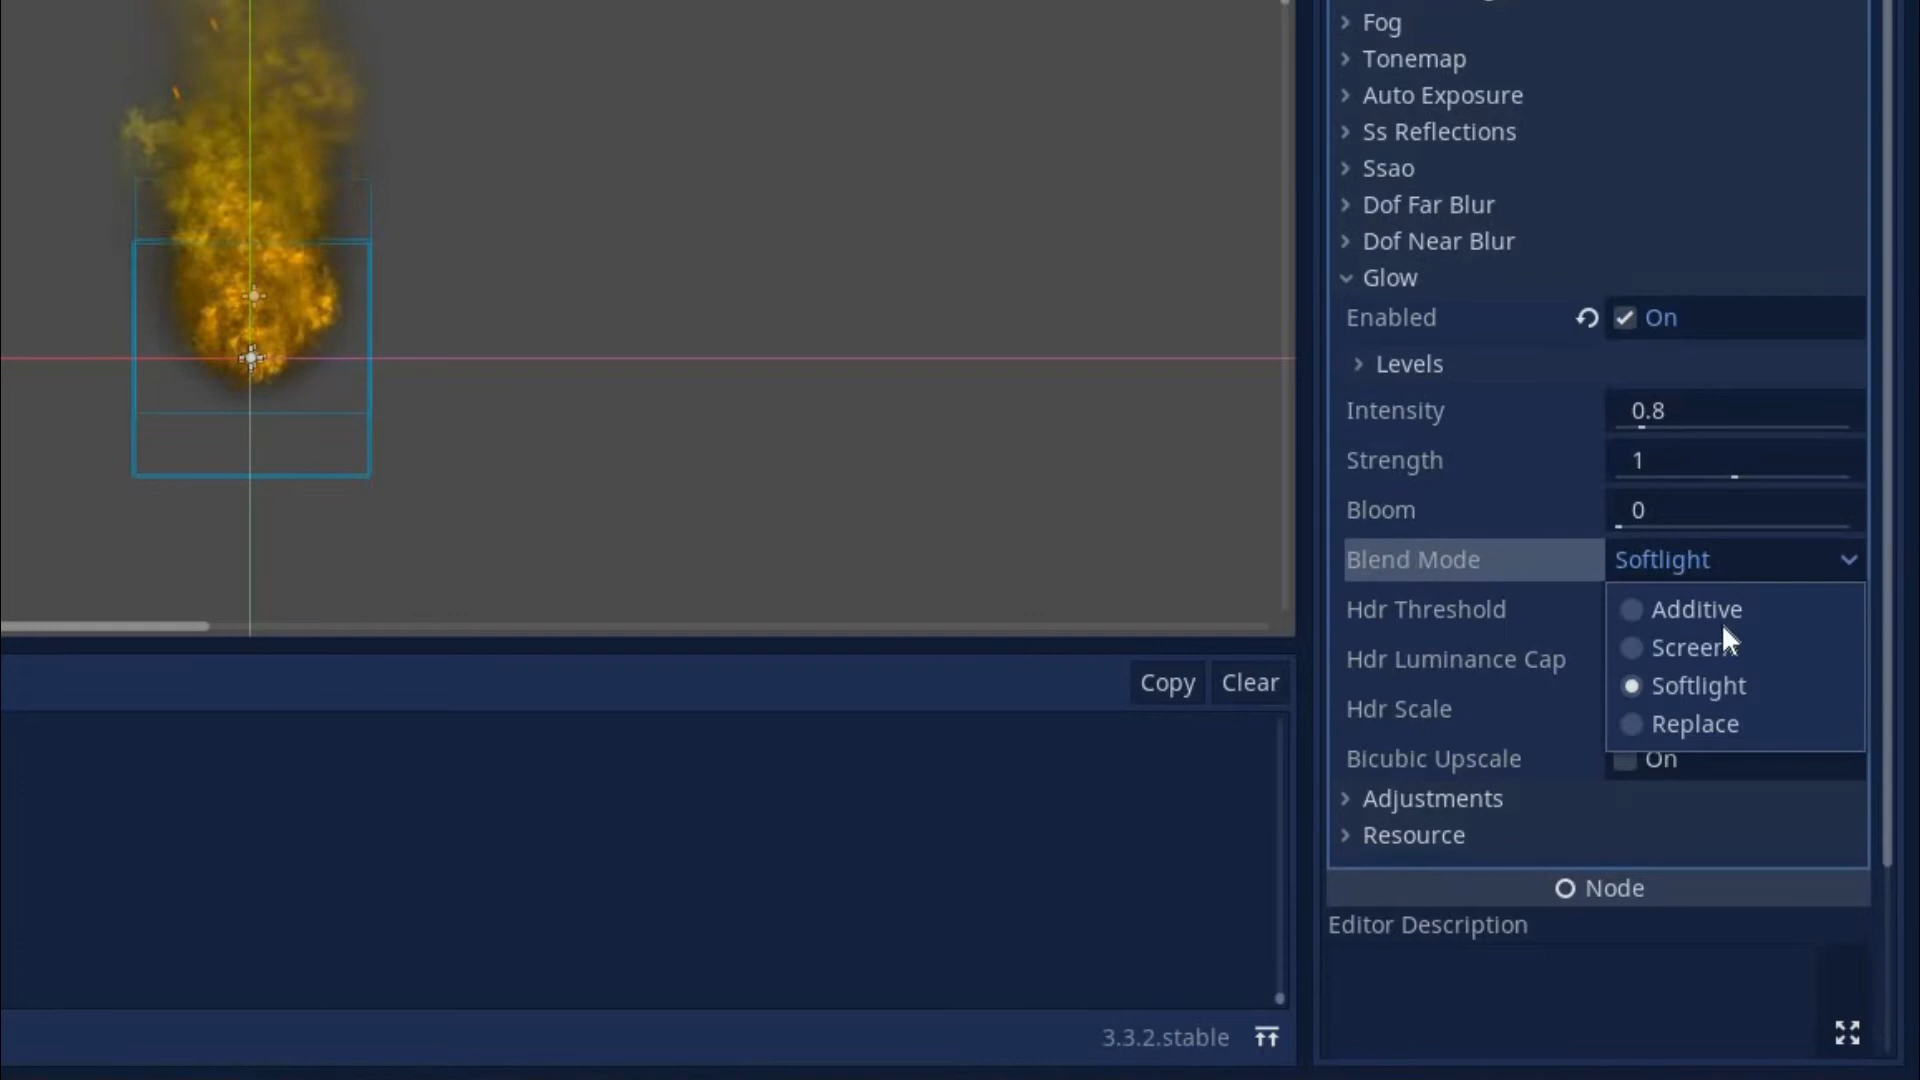 Fog
Tonemap
Auto Exposure
Ss Reflections
Ssao
Dof Far Blur
Dof Near Blur
Glow
Enabled On
Levels
Intensity 0.8
Strength 1
Bloom 0
Blend Mode Softlight
Hdr Threshold
Additive
Hdr Luminance Cap
Screen
Softlight
Hdr Scale
Replace
Bicubic Upscale On
Adjustments
Resource
Node
Editor Description
Copy Clear
3.3.2.stable